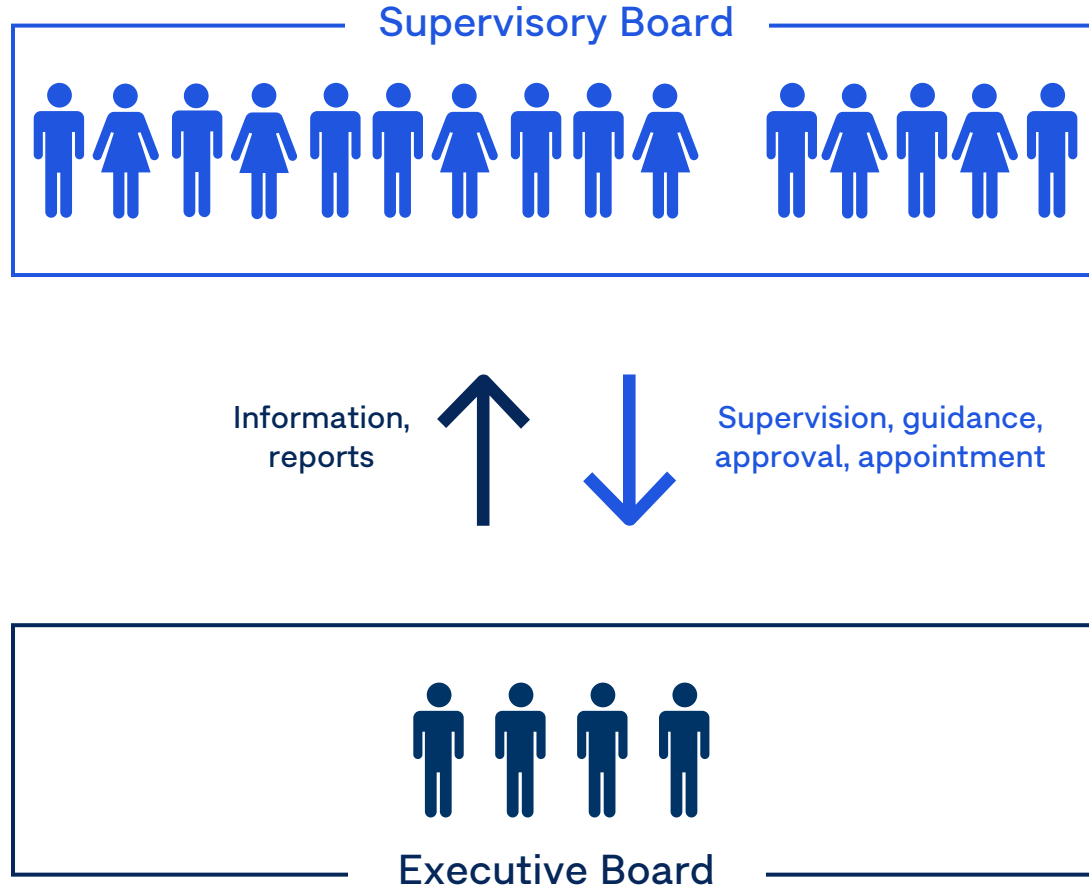 Supervisory Board
Information,
reports
Supervision, guidance,
approval, appointment
Executive Board